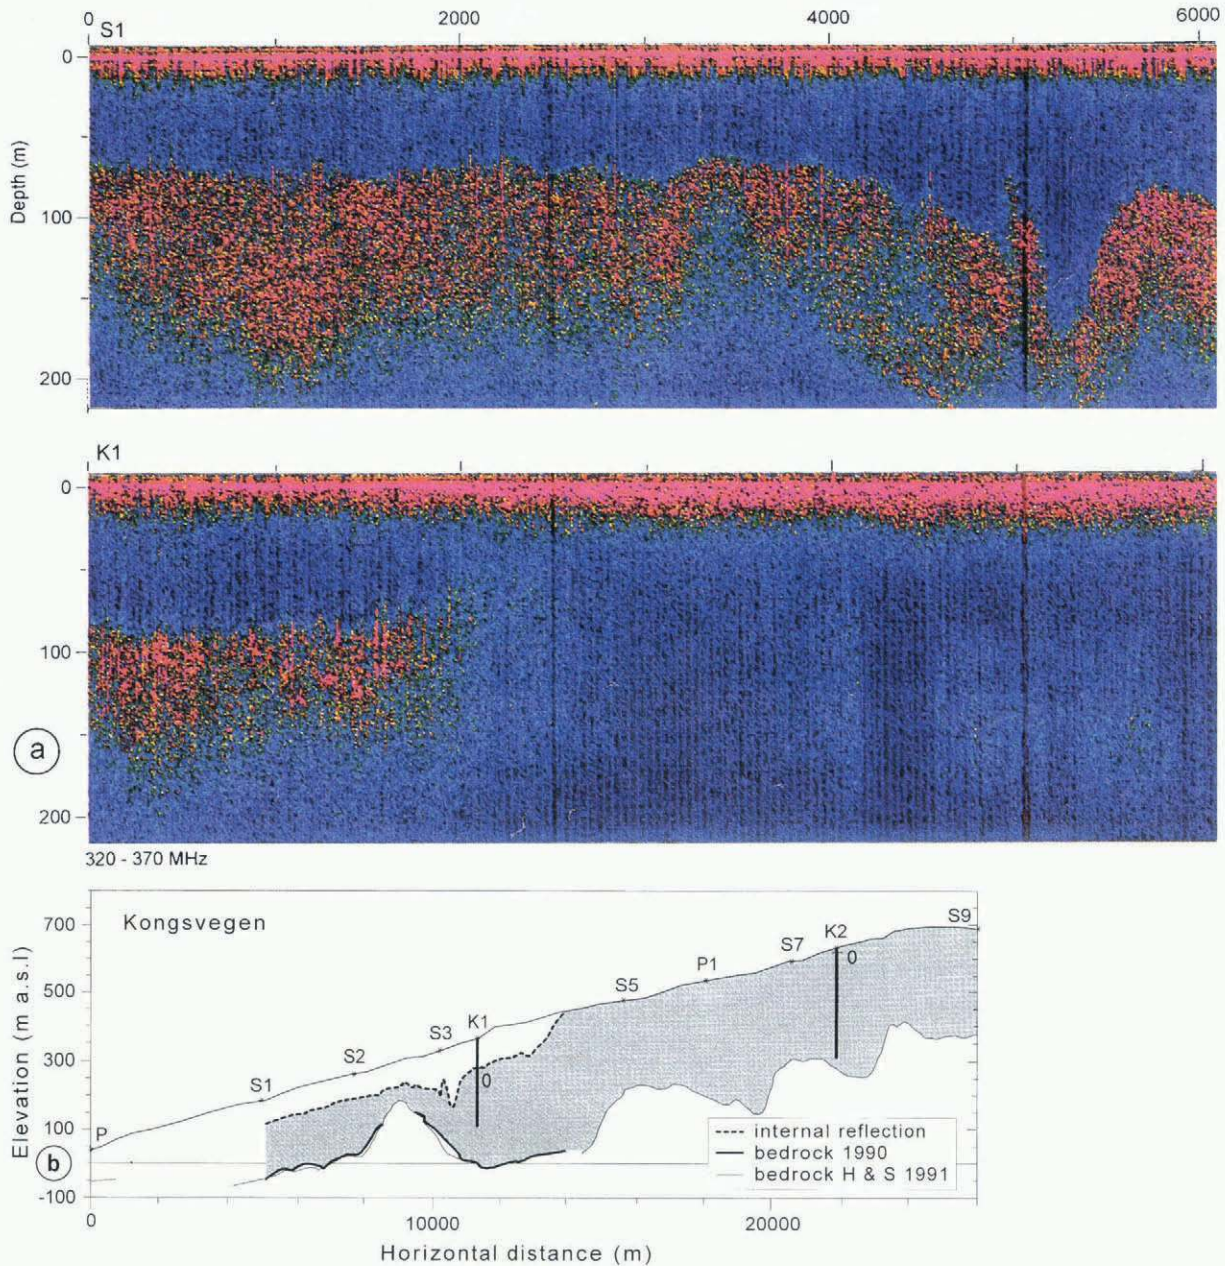 0 2000 4000 6000
S1
0
100
200
Depth (m)
K1
0
100
200
a
320 - 370 MHz
Kongsvegen
700
500
300
100
-100
Elevation (m a.s.l)
P S1 S2 S3 K1 S5 P1 S7 K2 S9
0
0
internal reflection
bedrock 1990
bedrock H & S 1991
b
0 10000 20000
Horizontal distance (m)